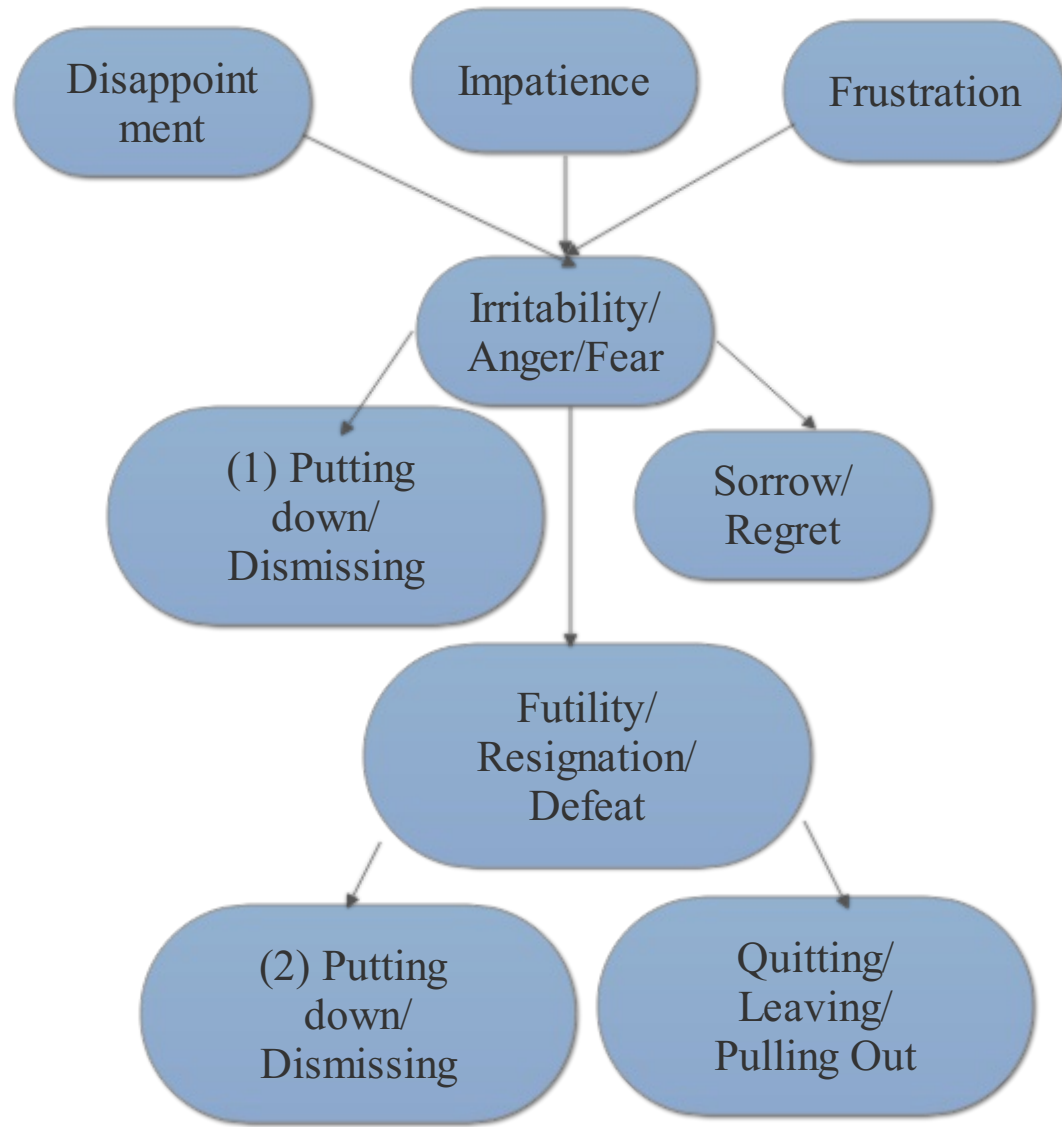 Disappoint
ment
Impatience
Frustration
Irritability/
Anger/Fear
(1) Putting
down/
Dismissing
Sorrow/
Regret
Futility/
Resignation/
Defeat
(2) Putting
down/
Dismissing
Quitting/
Leaving/
Pulling Out